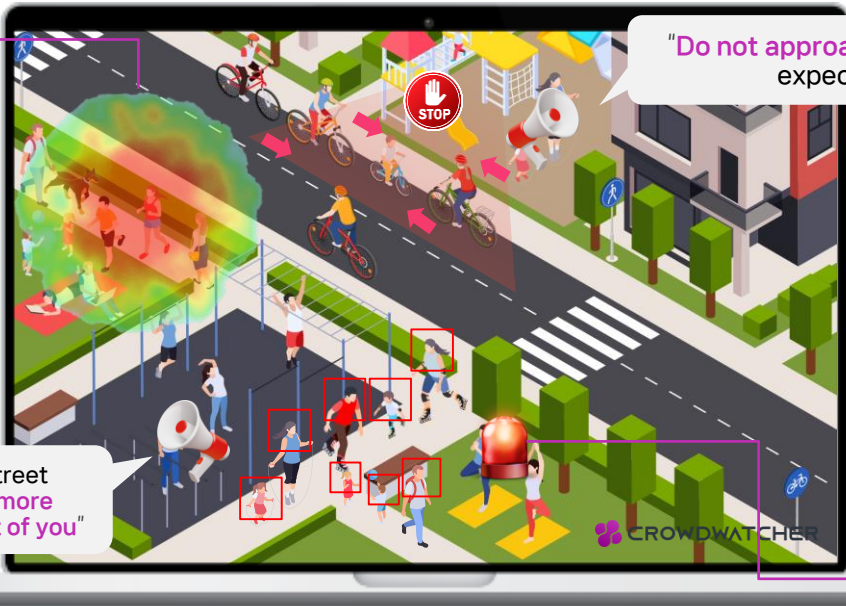 "Do not approa
expec
STOP
treet
more
t of you"
CROWDWATCHER